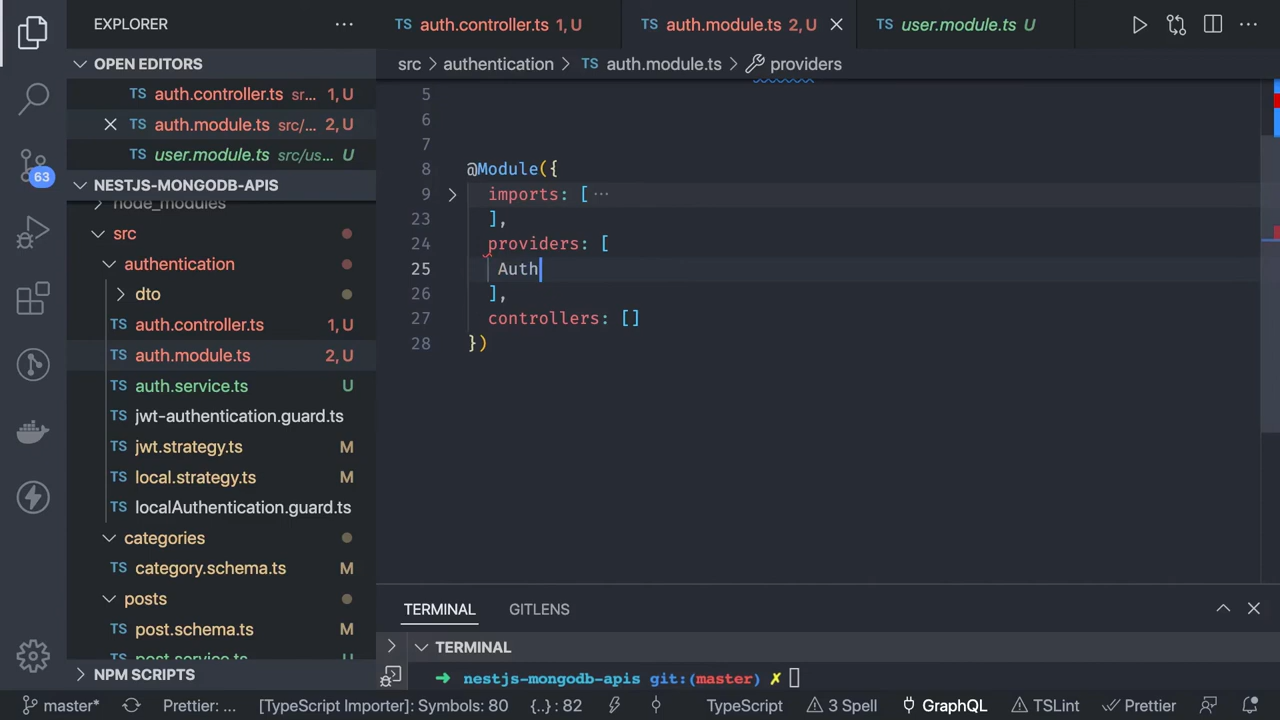 EXPLORER
OPEN EDITORS
TS auth.controller.ts sr... 1, U
TS auth.module.ts src/... 2, U
TS user.module.ts src/us... U
NESTJS-MONGODB-APIS
node_modules
src
authentication
dto
TS auth.controller.ts 1, U
TS auth.module.ts 2, U
TS auth.service.ts U
TS jwt-authentication.guard.ts
TS jwt.strategy.ts M
TS local.strategy.ts M
TS localAuthentication.guard.ts
categories
TS category.schema.ts M
posts
TS post.schema.ts M
TS post.service.ts U
NPM SCRIPTS
63
TS auth.controller.ts 1, U
TS auth.module.ts 2, U
TS user.module.ts U
src > authentication > TS auth.module.ts > providers
5
6
7
8 @Module({
9 imports: [ ...
23 ],
24 providers: [
25 Auth
26 ],
27 controllers: []
28 })
TERMINAL GITLENS
TERMINAL
➜ nestjs-mongodb-apis git:(master) ✗
master* Prettier: ... [TypeScript Importer]: Symbols: 80 {..} : 82 TypeScript 3 Spell GraphQL TSLint Prettier